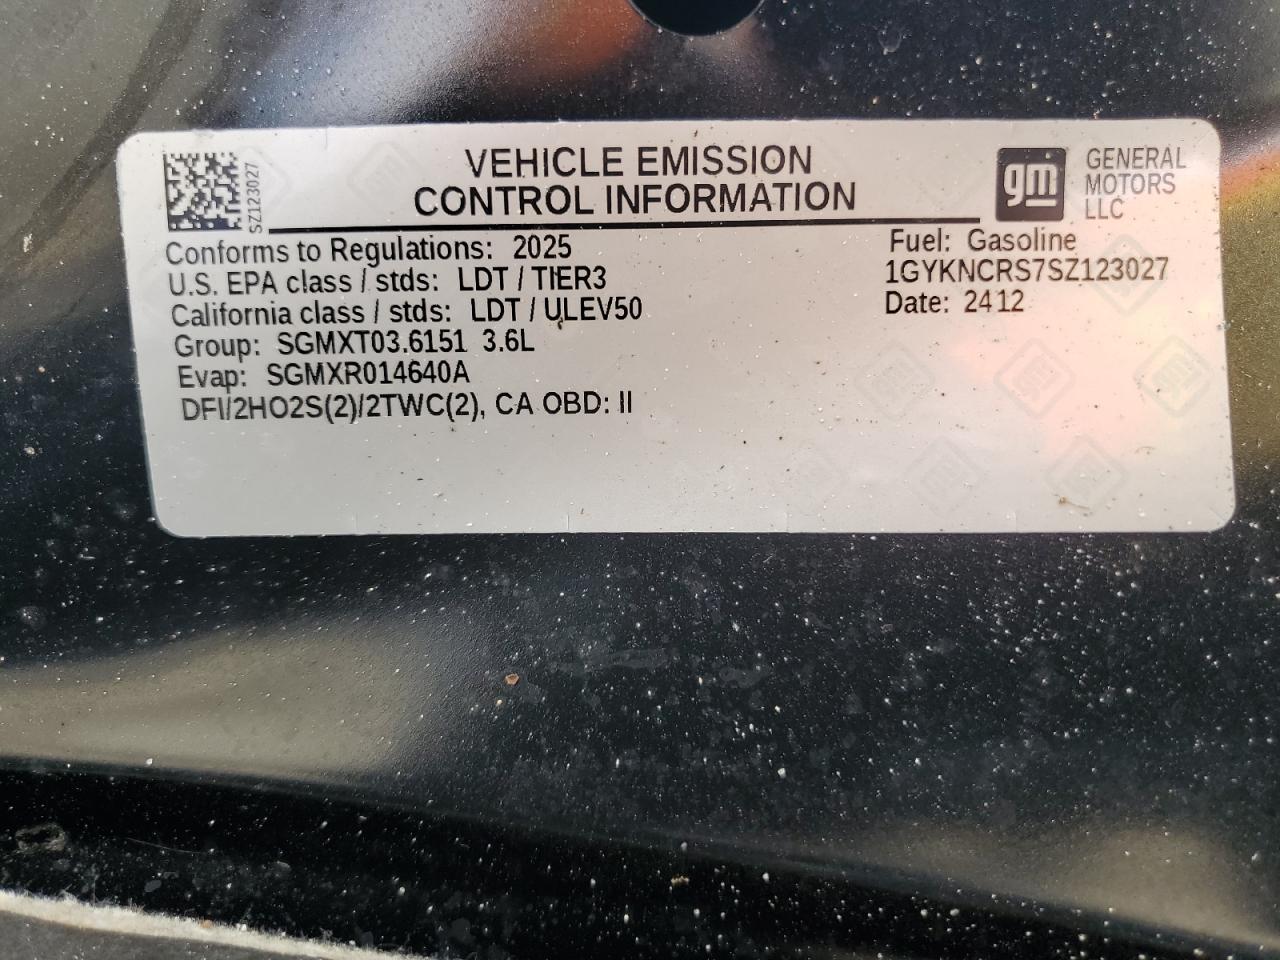 VEHICLE EMISSION
CONTROL INFORMATION
SZ123027
gm
GENERAL
MOTORS
LLC
Conforms to Regulations: 2025
U.S. EPA class / stds: LDT / TIER3
California class / stds: LDT / ULEV50
Group: SGMXT03.6151 3.6L
Evap: SGMXR014640A
DFI/2HO2S(2)/2TWC(2), CA OBD: II
Fuel: Gasoline
1GYKNCRS7SZ123027
Date: 2412